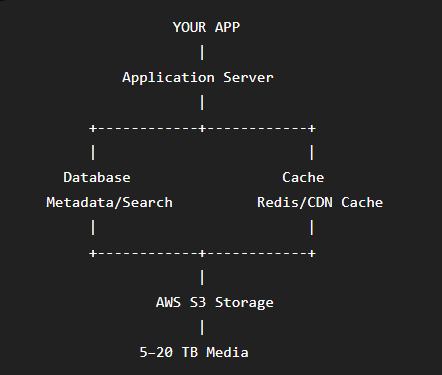 YOUR APP
|
Application Server
|
+------------+------------+
| |
Database Cache
Metadata/Search Redis/CDN Cache
| |
+------------+------------+
|
AWS S3 Storage
|
5–20 TB Media